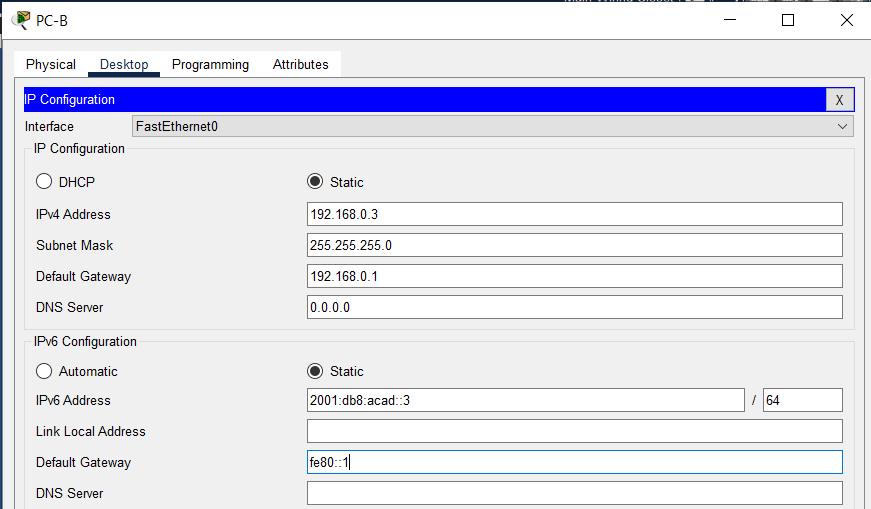 PC-B
Physical Desktop Programming Attributes
IP Configuration X
Interface FastEthernet0
IP Configuration
DHCP Static
IPv4 Address 192.168.0.3
Subnet Mask 255.255.255.0
Default Gateway 192.168.0.1
DNS Server 0.0.0.0
IPv6 Configuration
Automatic Static
IPv6 Address 2001:db8:acad::3 / 64
Link Local Address
Default Gateway fe80::1
DNS Server